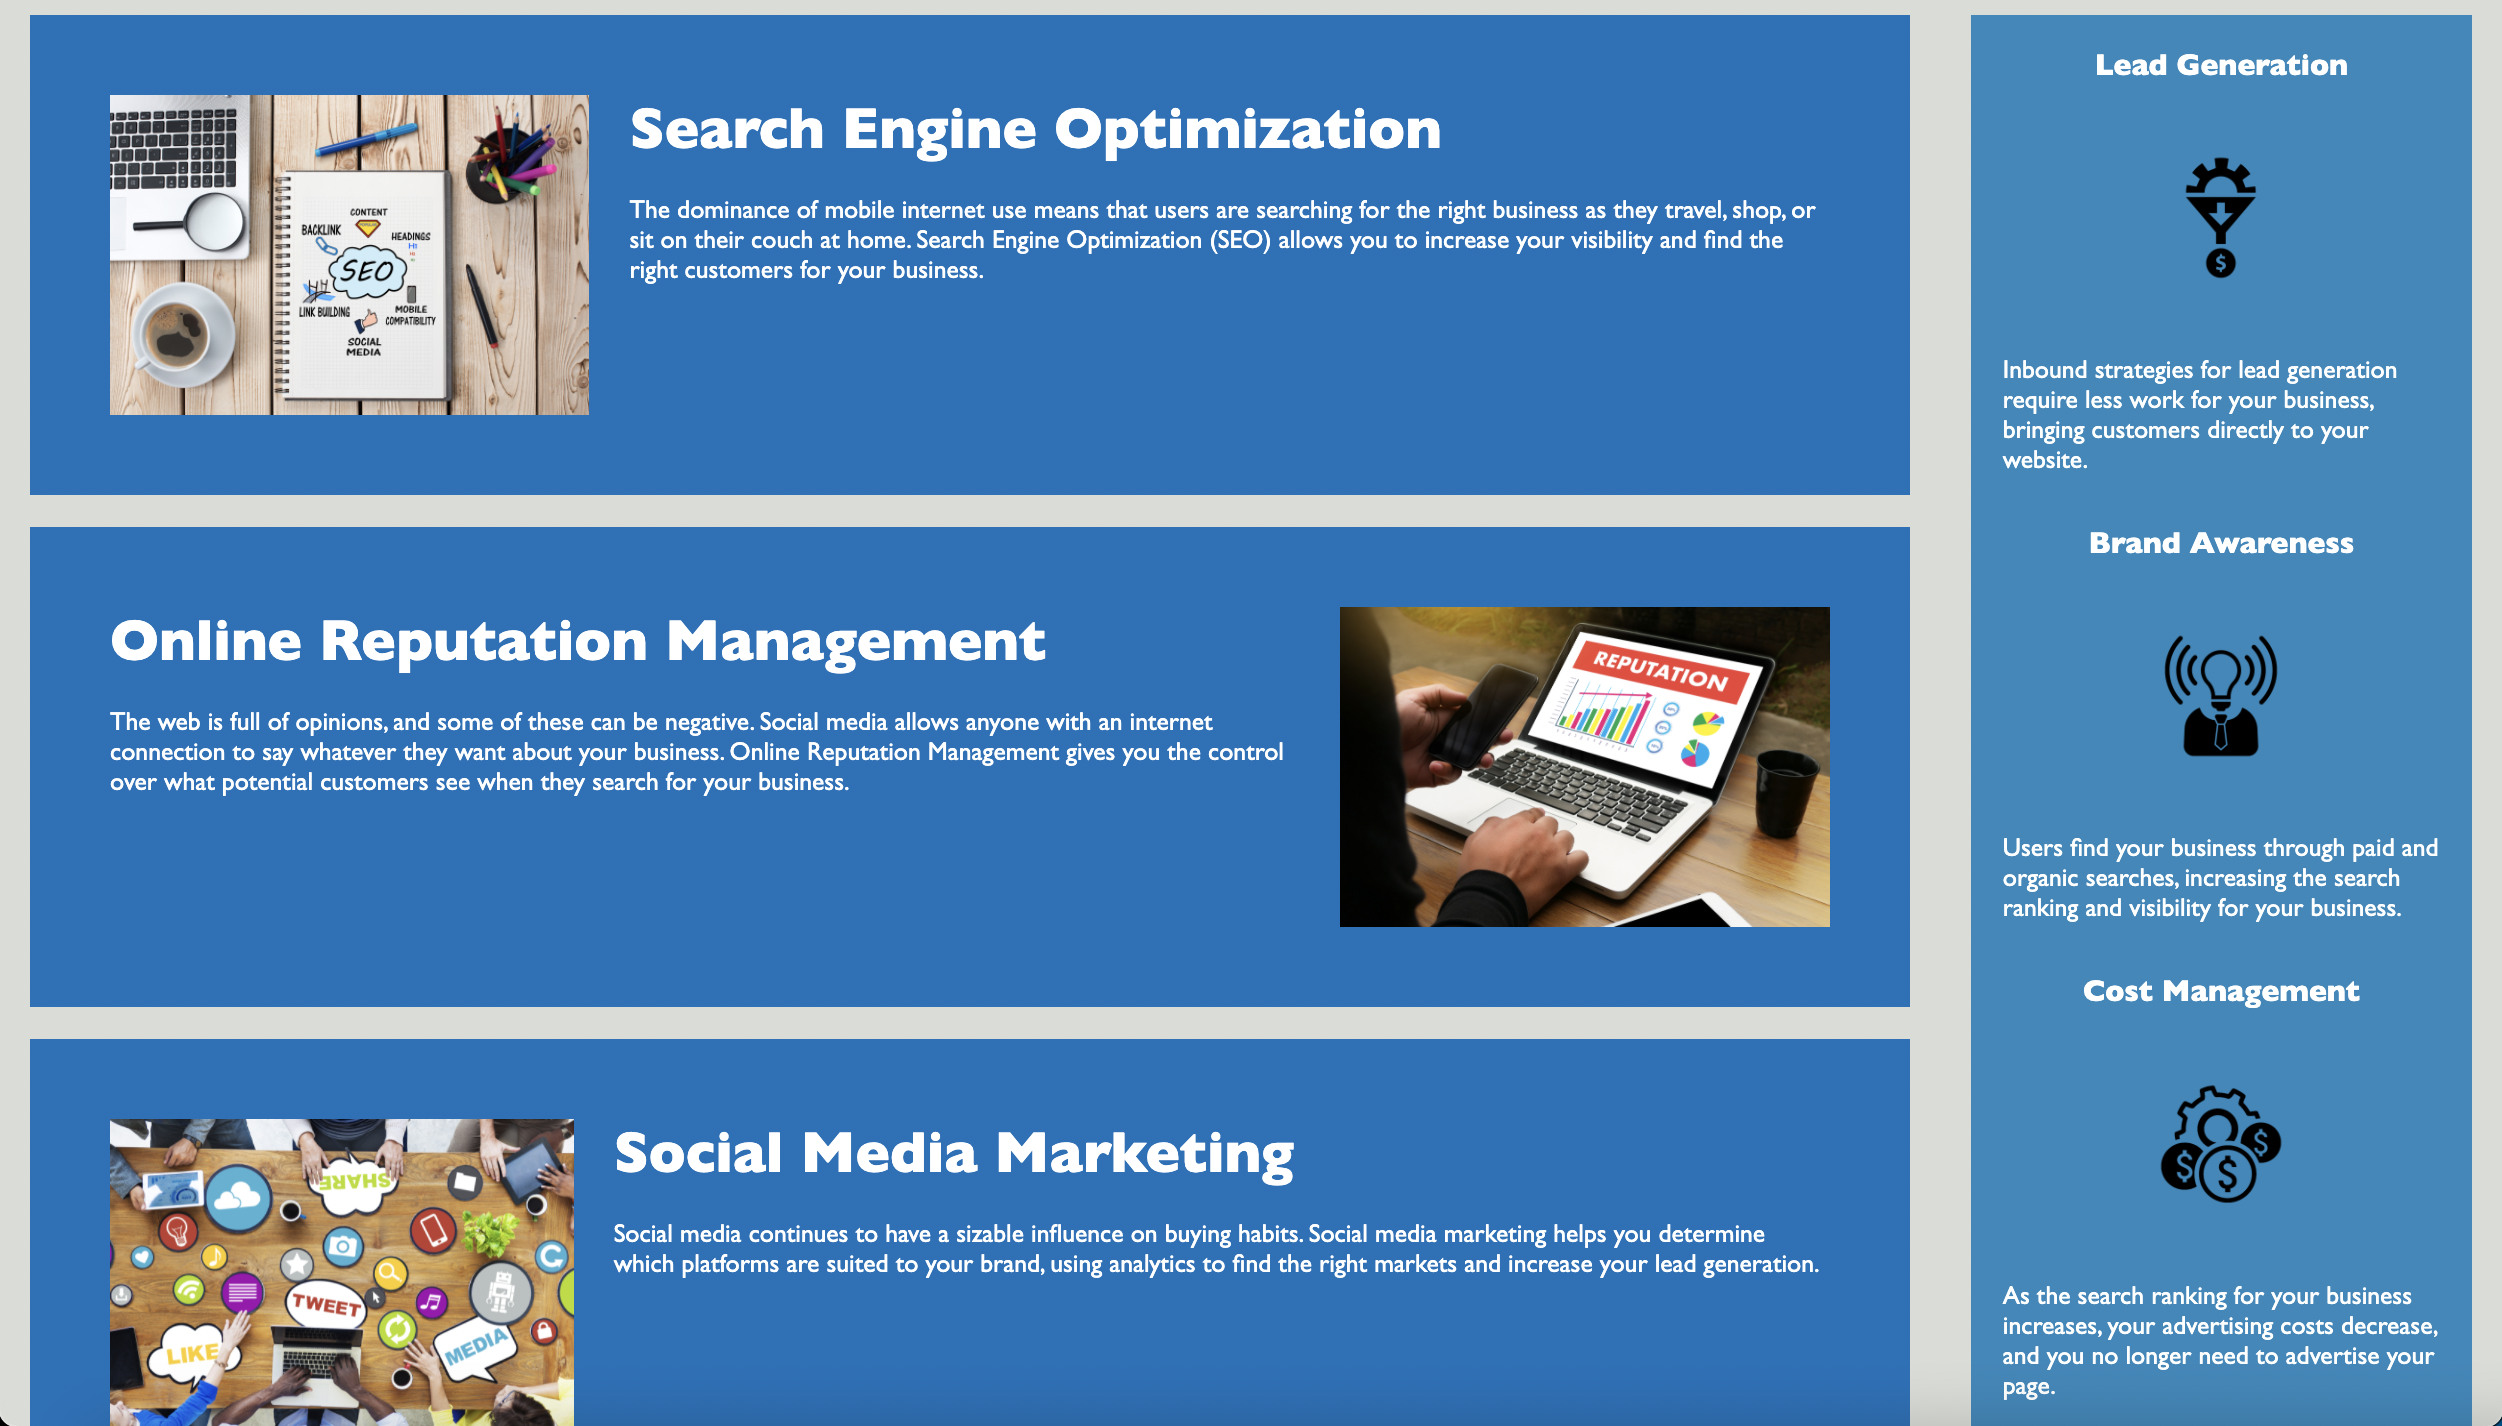 Search Engine Optimization
The dominance of mobile internet use means that users are searching for the right business as they travel, shop, or
sit on their couch at home. Search Engine Optimization (SEO) allows you to increase your visibility and find the
right customers for your business.
CONTENT
BACKLINK
HEADINGS
SEO
LINK BUILDING
MOBILE
COMPATIBILITY
SOCIAL
MEDIA
Online Reputation Management
The web is full of opinions, and some of these can be negative. Social media allows anyone with an internet
connection to say whatever they want about your business. Online Reputation Management gives you the control
over what potential customers see when they search for your business.
REPUTATION
Social Media Marketing
Social media continues to have a sizable influence on buying habits. Social media marketing helps you determine
which platforms are suited to your brand, using analytics to find the right markets and increase your lead generation.
SHARE
TWEET
LIKE
MEDIA
Lead Generation
$
Inbound strategies for lead generation
require less work for your business,
bringing customers directly to your
website.
Brand Awareness
Users find your business through paid and
organic searches, increasing the search
ranking and visibility for your business.
Cost Management
$ $ $
As the search ranking for your business
increases, your advertising costs decrease,
and you no longer need to advertise your
page.